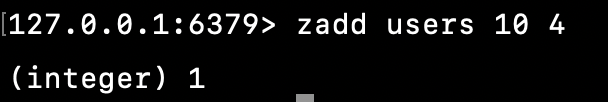 127.0.0.1:6379> zadd users 10 4
(integer) 1